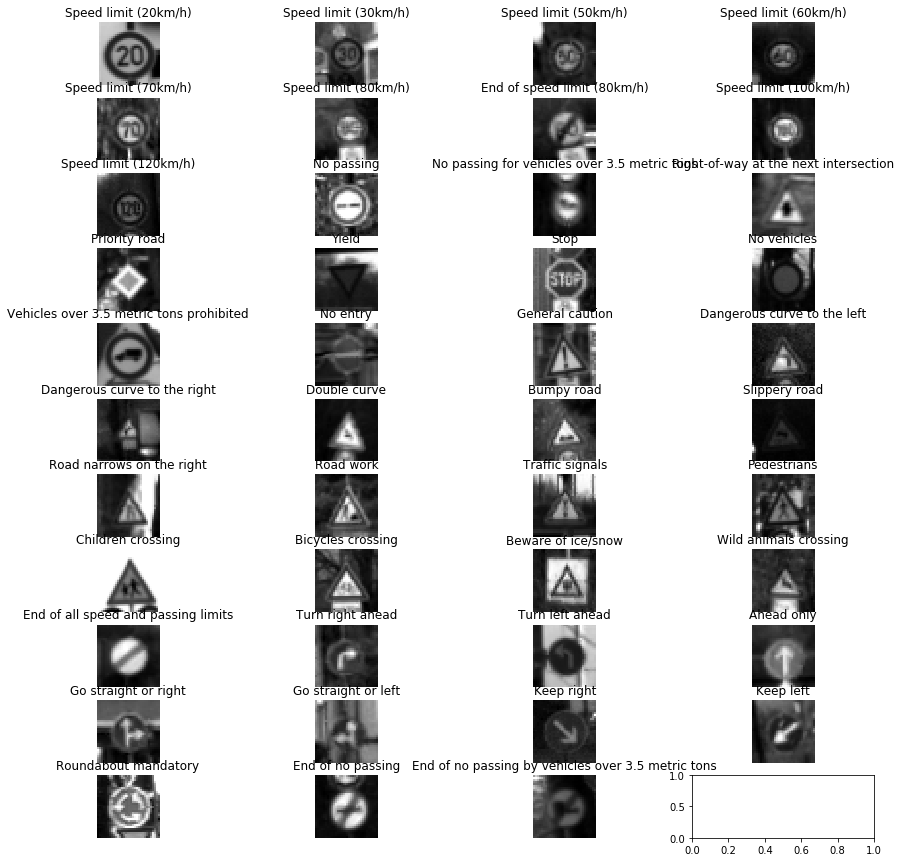 Speed limit (20km/h)
Speed limit (30km/h)
Speed limit (50km/h)
Speed limit (60km/h)
20
30
50
60
Speed limit (70km/h)
Speed limit (80km/h)
End of speed limit (80km/h)
Speed limit (100km/h)
70
Speed limit (120km/h)
No passing
No passing for vehicles over 3.5 metric tons
Right-of-way at the next intersection
120
Priority road
Yield
Stop
No vehicles
STOP
Vehicles over 3.5 metric tons prohibited
No entry
General caution
Dangerous curve to the left
Dangerous curve to the right
Double curve
Bumpy road
Slippery road
Road narrows on the right
Road work
Traffic signals
Pedestrians
Children crossing
Bicycles crossing
Beware of ice/snow
Wild animals crossing
End of all speed and passing limits
Turn right ahead
Turn left ahead
Ahead only
Go straight or right
Go straight or left
Keep right
Keep left
Roundabout mandatory
End of no passing
End of no passing by vehicles over 3.5 metric tons
1.0
0.5
0.0
0.0 0.2 0.4 0.6 0.8 1.0